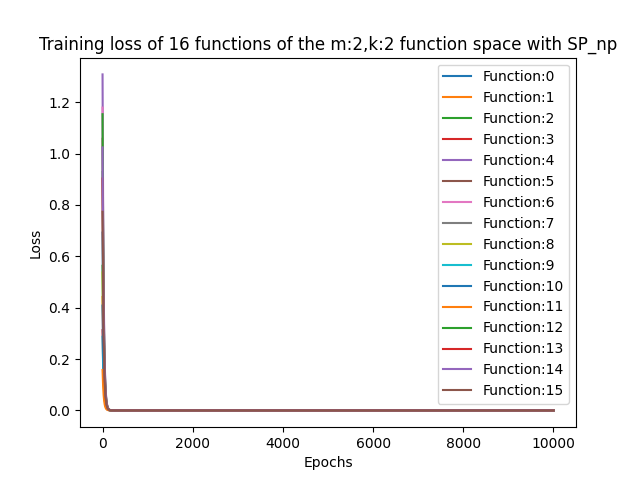 Training loss of 16 functions of the m:2,k:2 function space with SP_np
Loss
1.2
1.0
0.8
0.6
0.4
0.2
0.0
Function:0
Function:1
Function:2
Function:3
Function:4
Function:5
Function:6
Function:7
Function:8
Function:9
Function:10
Function:11
Function:12
Function:13
Function:14
Function:15
0 2000 4000 6000 8000 10000
Epochs